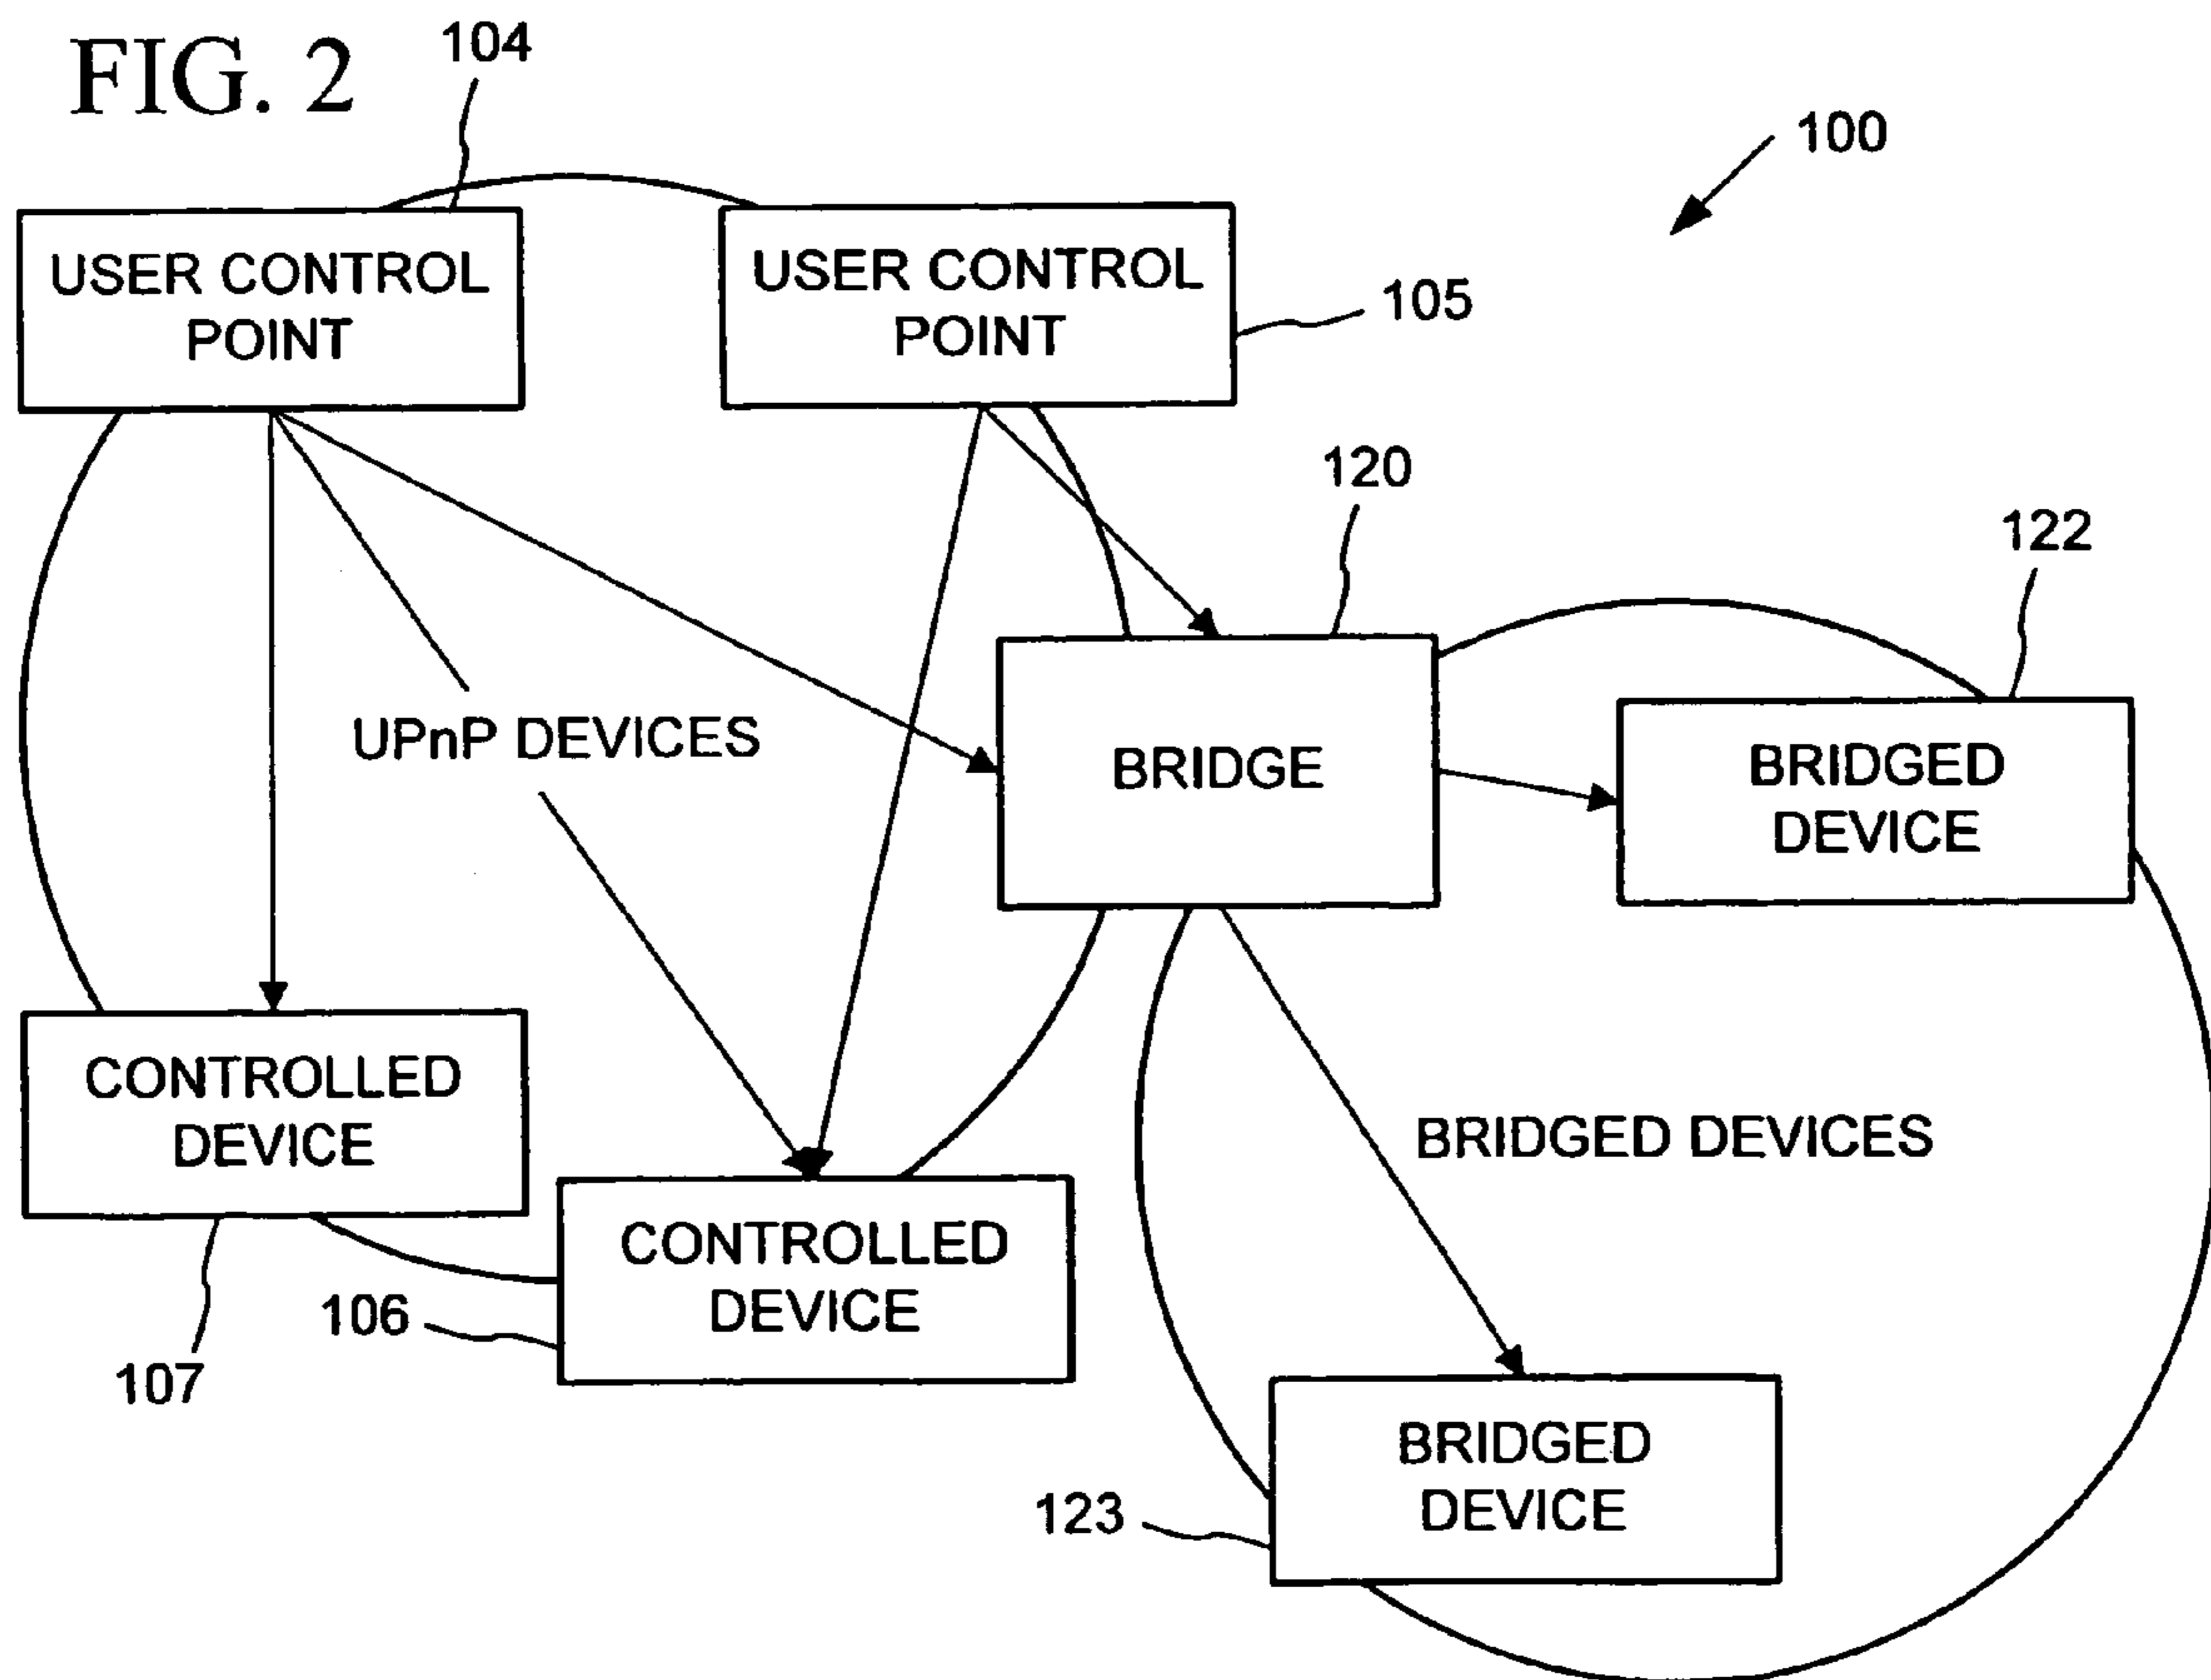 FIG. 2
104
100
USER CONTROL
POINT
USER CONTROL
POINT
105
120
122
UPnP DEVICES
BRIDGE
BRIDGED
DEVICE
CONTROLLED
DEVICE
BRIDGED DEVICES
CONTROLLED
DEVICE
106
107
BRIDGED
DEVICE
123